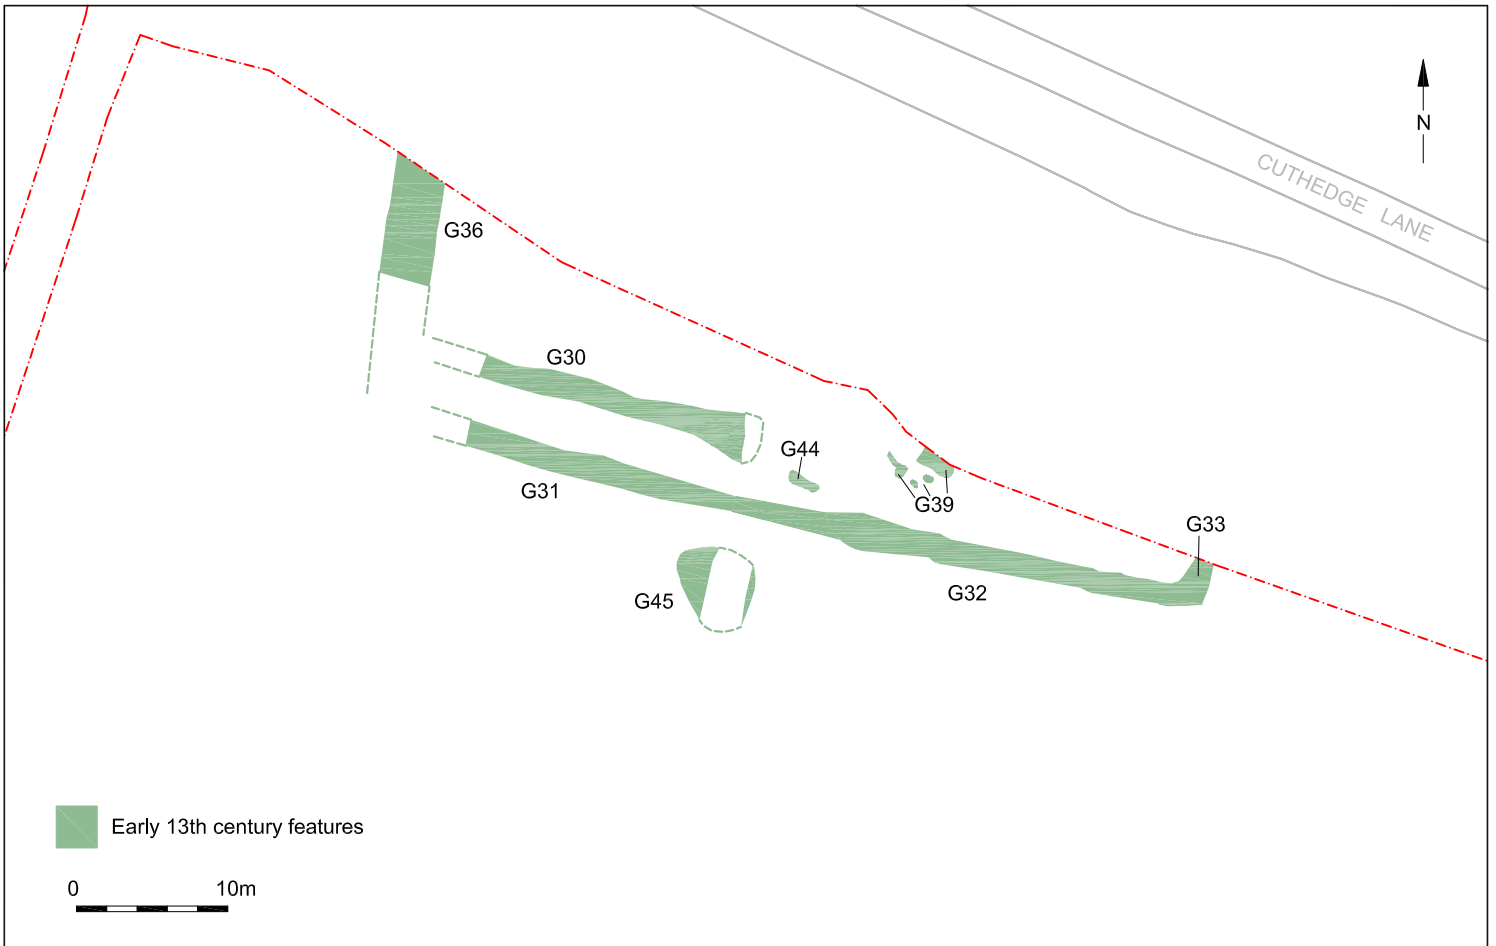 N
CUTHEDGE LANE
G36
G30
G44
G31
G39
G33
G32
G45
Early 13th century features
0 10m